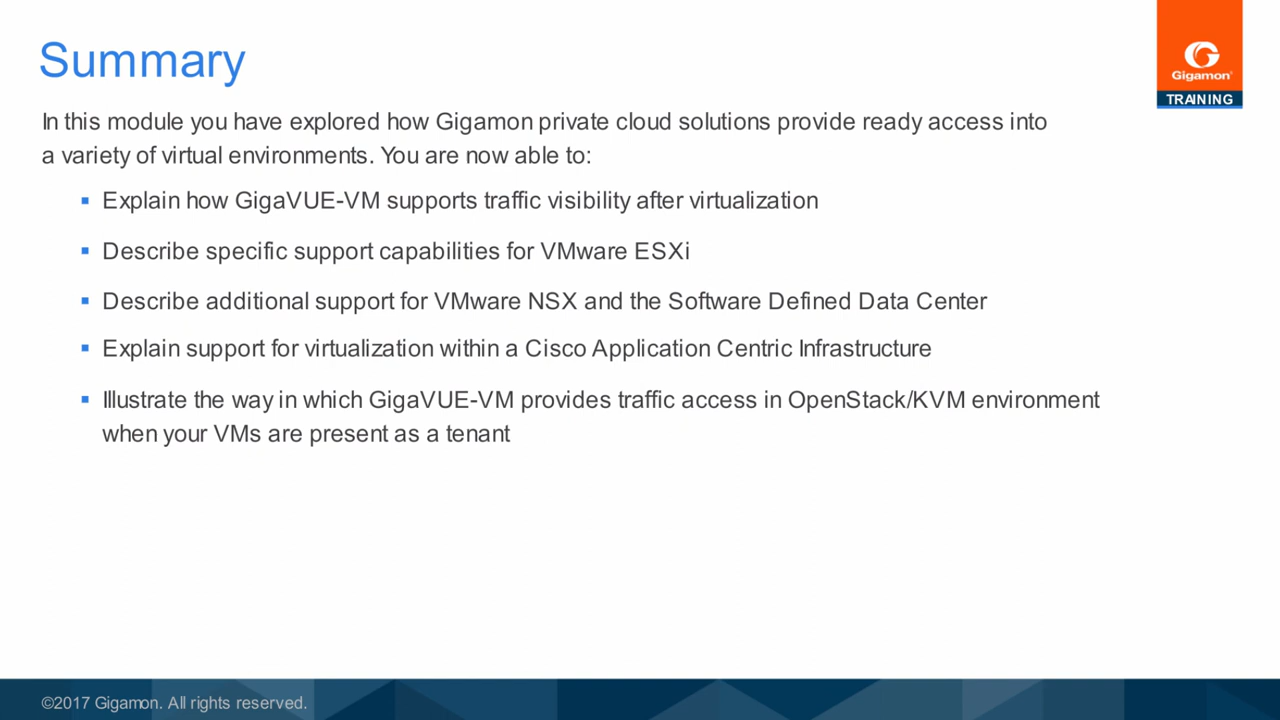 Summary
Gigamon®
TRAINING
In this module you have explored how Gigamon private cloud solutions provide ready access into
a variety of virtual environments. You are now able to:
▪ Explain how GigaVUE-VM supports traffic visibility after virtualization
▪ Describe specific support capabilities for VMware ESXi
▪ Describe additional support for VMware NSX and the Software Defined Data Center
▪ Explain support for virtualization within a Cisco Application Centric Infrastructure
▪ Illustrate the way in which GigaVUE-VM provides traffic access in OpenStack/KVM environment
when your VMs are present as a tenant
©2017 Gigamon. All rights reserved.